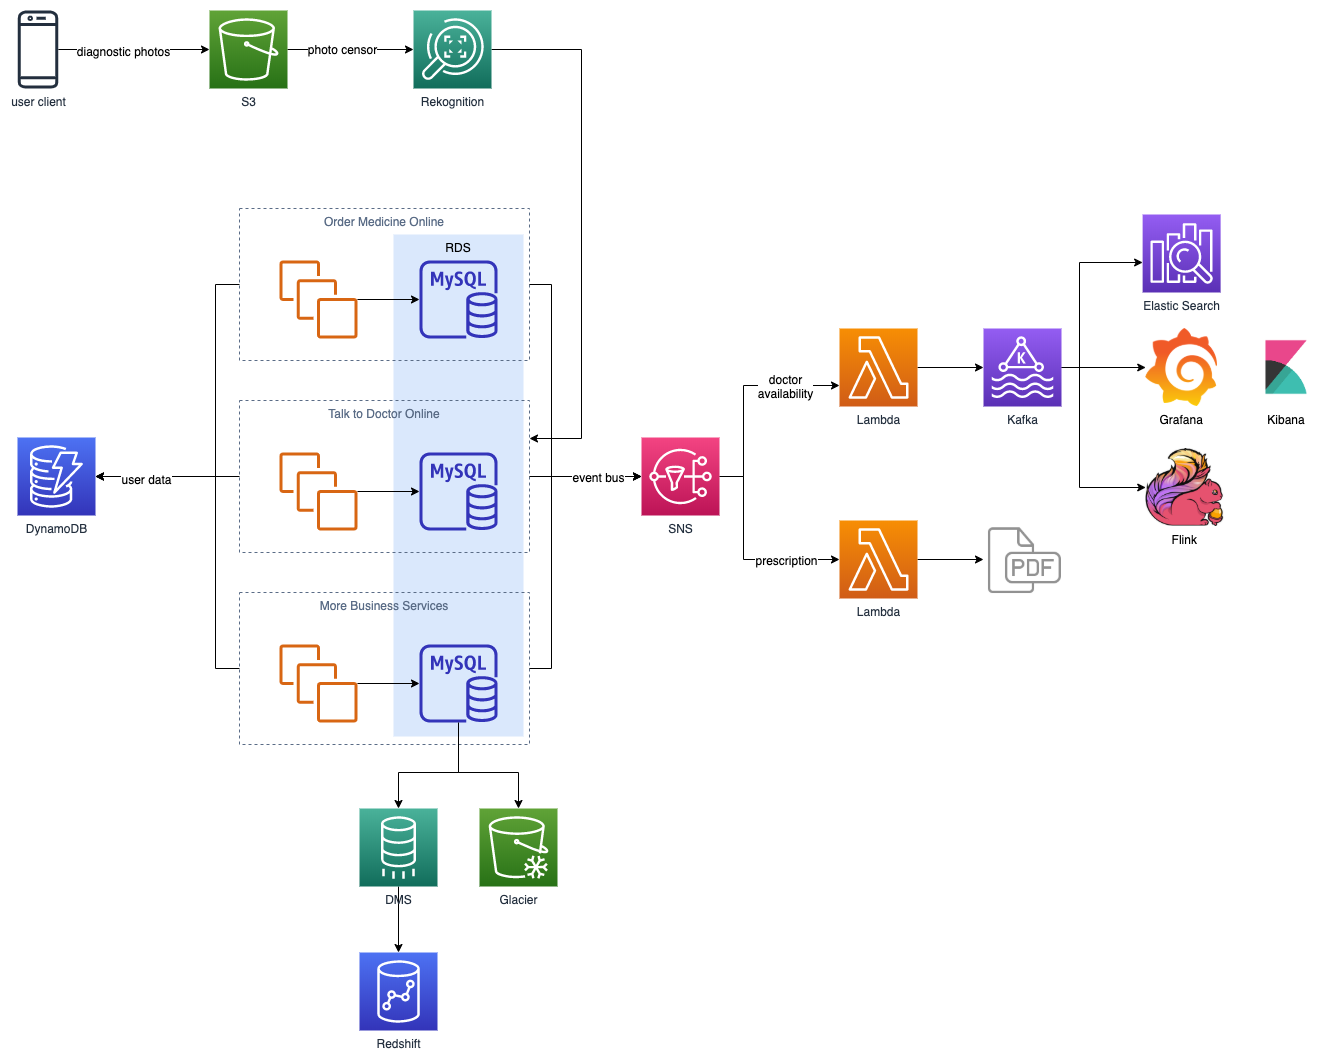 diagnostic photos
photo censor
user client
S3
Rekognition
Order Medicine Online
RDS
MySQL
Elastic Search
doctor
availability
Lambda
Kafka
K
Grafana
Kibana
Talk to Doctor Online
MySQL
user data
event bus
DynamoDB
SNS
Flink
prescription
PDF
Lambda
More Business Services
MySQL
DMS
Glacier
Redshift